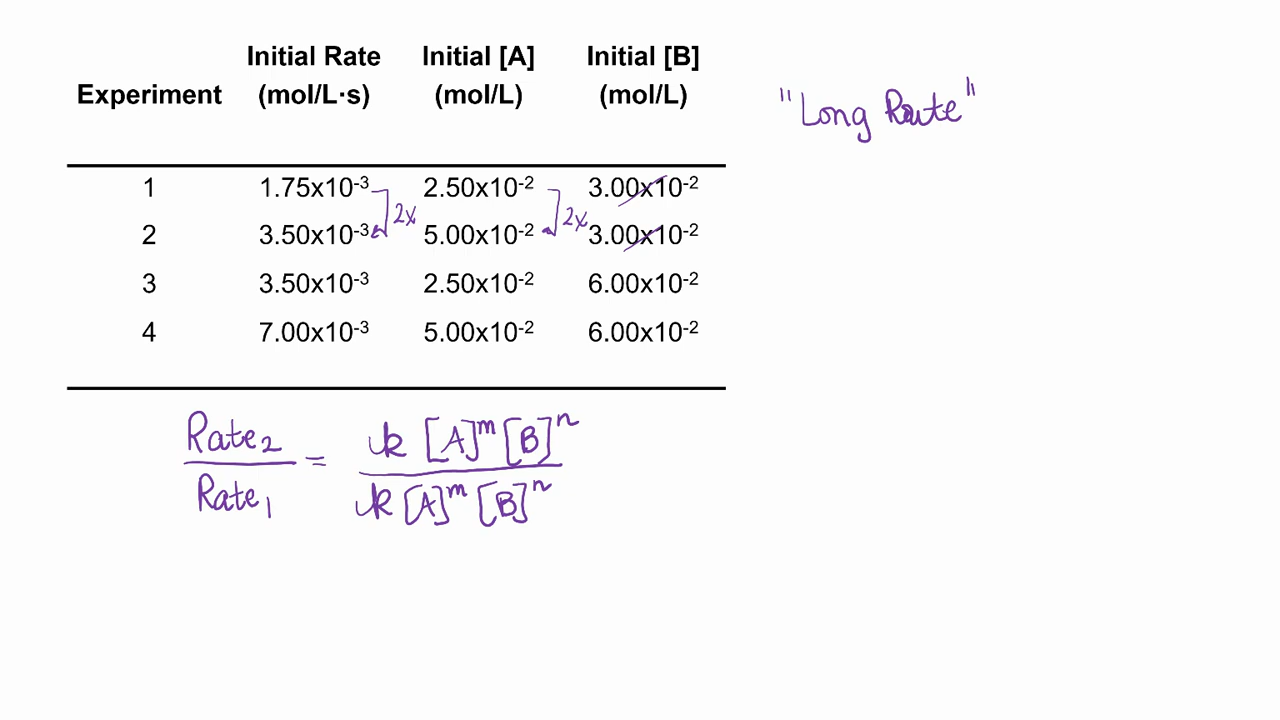 Initial Rate Initial [A] Initial [B]
Experiment (mol/L·s) (mol/L) (mol/L)
"Long Route"
1 1.75x10-3 2.50x10-2 3.00x10-2
2x 2x
2 3.50x10-3 5.00x10-2 3.00x10-2
3 3.50x10-3 2.50x10-2 6.00x10-2
4 7.00x10-3 5.00x10-2 6.00x10-2
Rate2 = k [A]m [B]n
Rate1 k [A]m [B]n